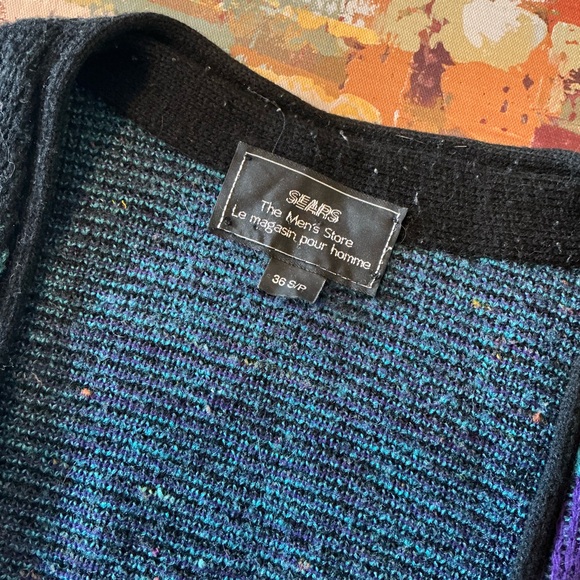 SEARS
The Men's Store
Le magasin pour homme
36 S/P